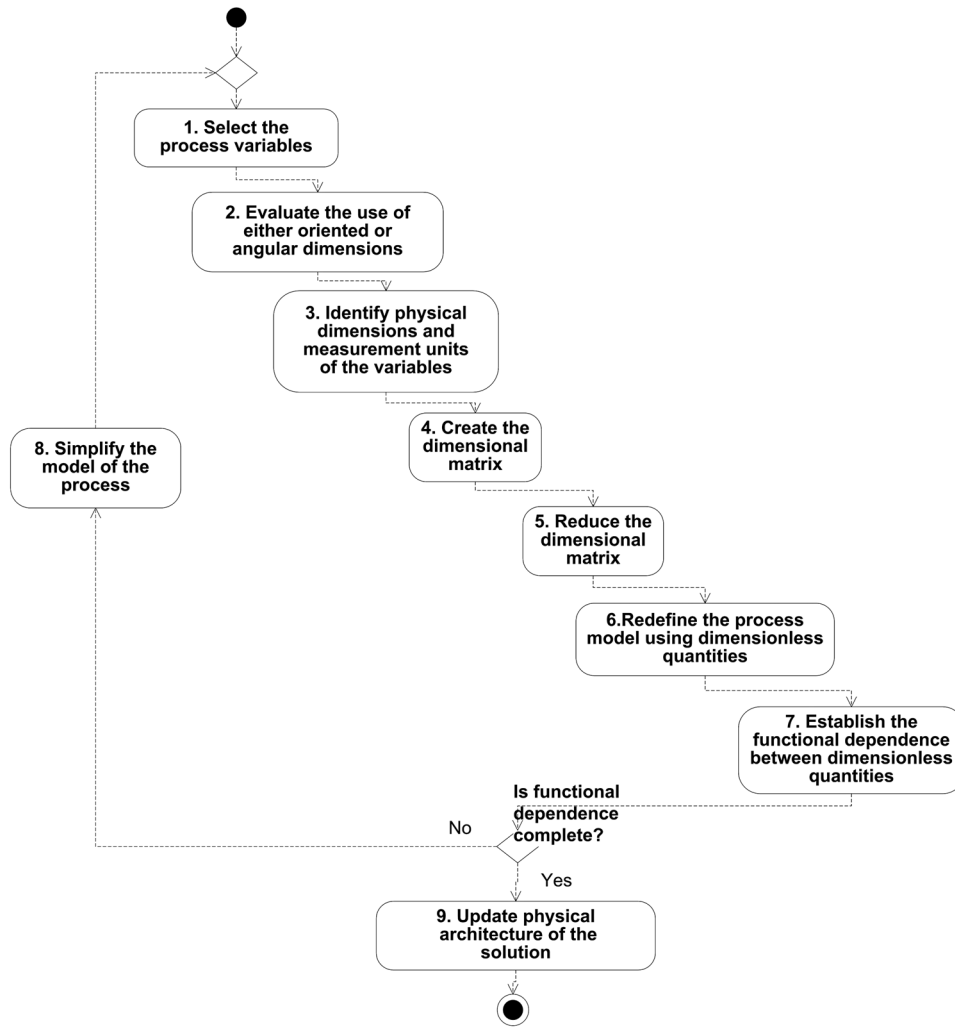 1. Select the
process variables
2. Evaluate the use of
either oriented or
angular dimensions
3. Identify physical
dimensions and
measurement units
of the variables
4. Create the
dimensional
matrix
8. Simplify the
model of the
process
5. Reduce the
dimensional
matrix
6.Redefine the process
model using dimensionless
quantities
7. Establish the
functional dependence
between dimensionless
quantities
Is functional
dependence
complete?
No
Yes
9. Update physical
architecture of the
solution